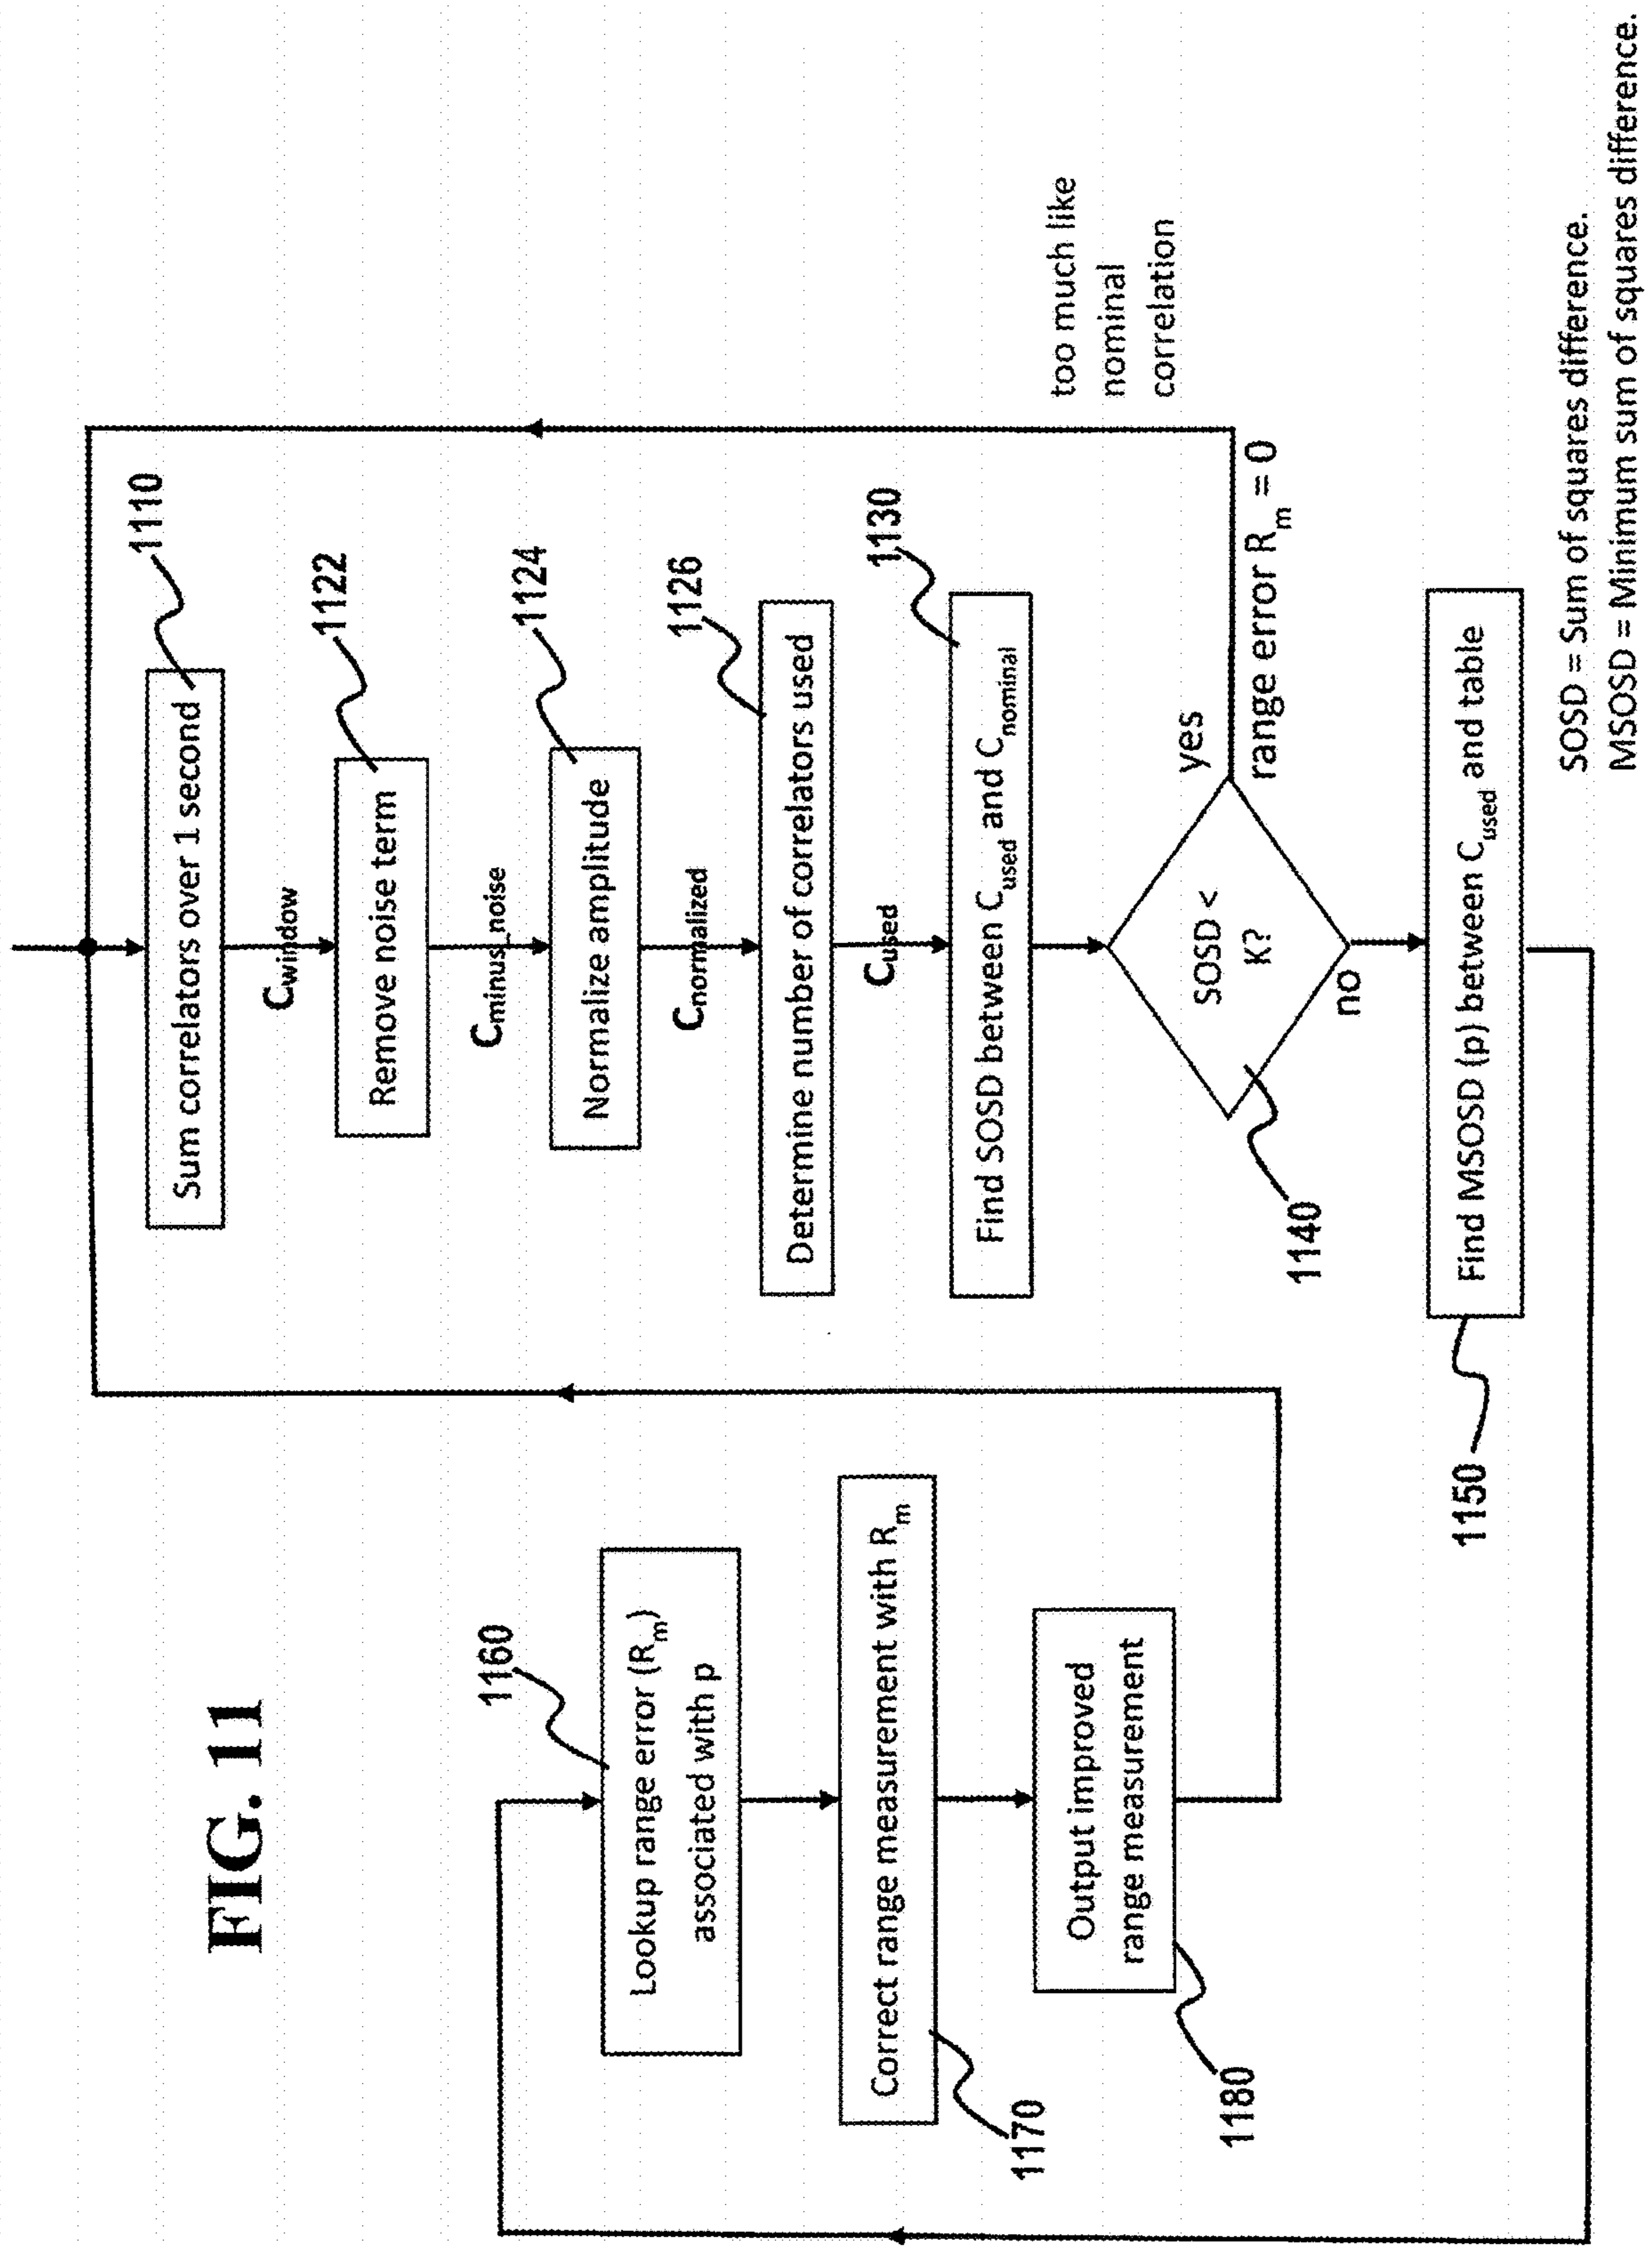 FIG. 11
1110
Sum correlators over 1 second
Cwindow
1122
Remove noise term
Cminus_noise
1124
Normalize amplitude
Cnormalized
1126
Determine number of correlators used
Cused
1130
Find SOSD between Cused and Cnominal
1140
SOSD <
K?
yes
range error Rm = 0
too much like
nominal
correlation
no
1150
Find MSOSD (p) between Cused and table
1160
Lookup range error (Rm)
associated with p
1170
Correct range measurement with Rm
1180
Output improved
range measurement
SOSD = Sum of squares difference.
MSOSD = Minimum sum of squares difference.